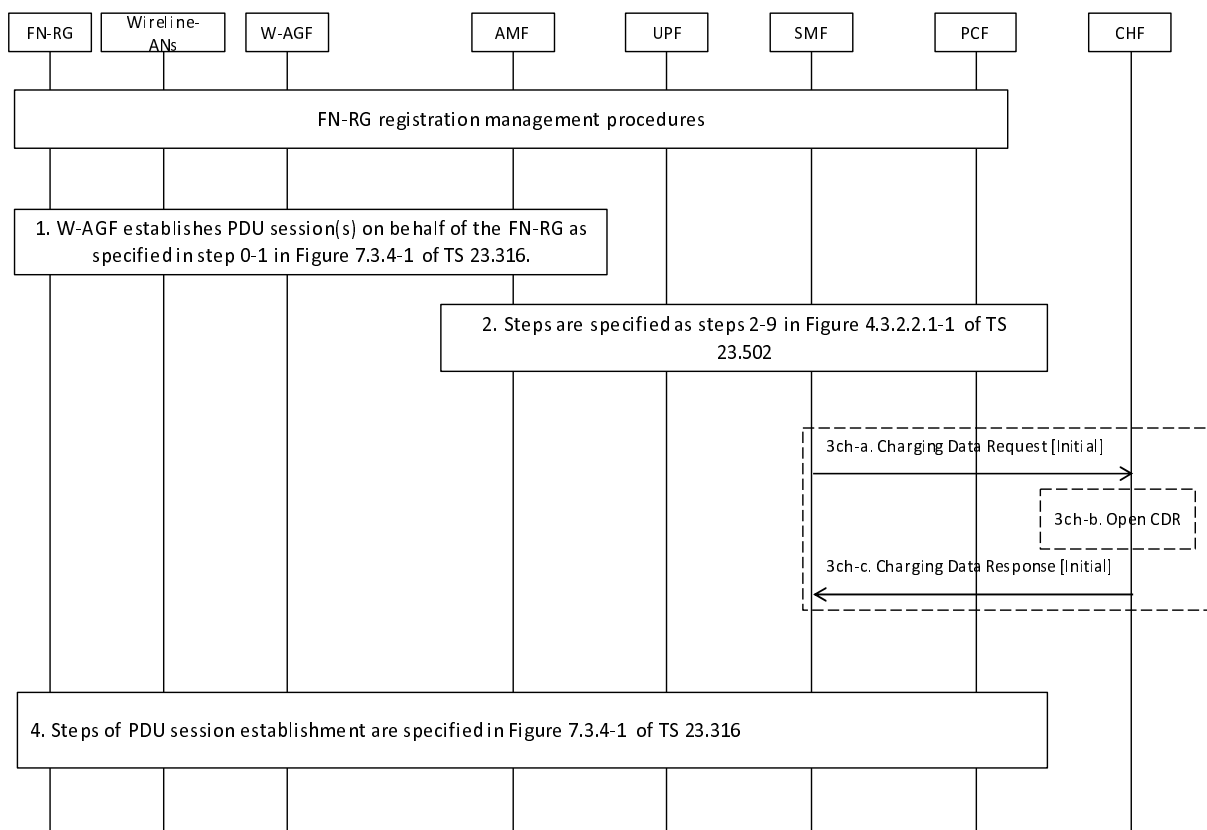 FN-RG
Wireline-
ANs
W-AGF
AMF
UPF
SMF
PCF
CHF
FN-RG registration management procedures
1. W-AGF establishes PDU session(s) on behalf of the FN-RG as
specified in step 0-1 in Figure 7.3.4-1 of TS 23.316.
2. Steps are specified as steps 2-9 in Figure 4.3.2.2.1-1 of TS
23.502
3ch-a. Charging Data Request [Initial]
3ch-b. Open CDR
3ch-c. Charging Data Response [Initial]
4. Steps of PDU session establishment are specified in Figure 7.3.4-1 of TS 23.316